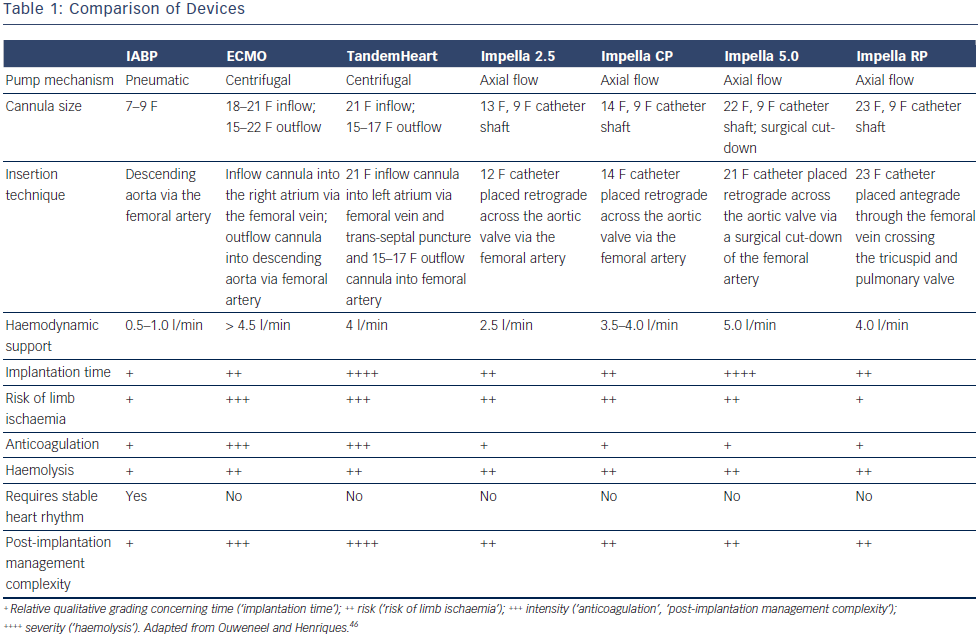 Table 1: Comparison of Devices
IABP ECMO TandemHeart Impella 2.5 Impella CP Impella 5.0 Impella RP
Pump mechanism Pneumatic Centrifugal Centrifugal Axial flow Axial flow Axial flow Axial flow
Cannula size 7–9 F 18–21 F inflow; 21 F inflow; 13 F, 9 F catheter 14 F, 9 F catheter 22 F, 9 F catheter 23 F, 9 F catheter
15–22 F outflow 15–17 F outflow shaft shaft shaft; surgical cut- shaft
down
Insertion Descending Inflow cannula into 21 F inflow cannula 12 F catheter 14 F catheter 21 F catheter placed 23 F catheter
technique aorta via the the right atrium via into left atrium via placed retrograde placed retrograde retrograde across placed antegrade
femoral artery the femoral vein; femoral vein and across the aortic across the aortic the aortic valve via through the femoral
outflow cannula trans-septal puncture valve via the valve via the a surgical cut-down vein crossing
into descending and 15–17 F outflow femoral artery femoral artery of the femoral the tricuspid and
aorta via femoral cannula into femoral artery pulmonary valve
artery artery
Haemodynamic 0.5–1.0 l/min > 4.5 l/min 4 l/min 2.5 l/min 3.5–4.0 l/min 5.0 l/min 4.0 l/min
support
Implantation time + ++ ++++ ++ ++ ++++ ++
Risk of limb + +++ +++ ++ ++ ++ +
ischaemia
Anticoagulation + +++ +++ + + + +
Haemolysis + ++ ++ ++ ++ ++ ++
Requires stable Yes No No No No No No
heart rhythm
Post-implantation + +++ ++++ ++ ++ ++ ++
management
complexity
+ Relative qualitative grading concerning time ('implantation time'); ++ risk ('risk of limb ischaemia'); +++ intensity ('anticoagulation', 'post-implantation management complexity');
++++ severity ('haemolysis'). Adapted from Ouweneel and Henriques.46